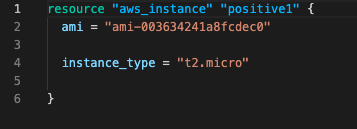 1 resource "aws_instance" "positive1" {
2 ami = "ami-003634241a8fcdec0"
3
4 instance_type = "t2.micro"
5
6 }